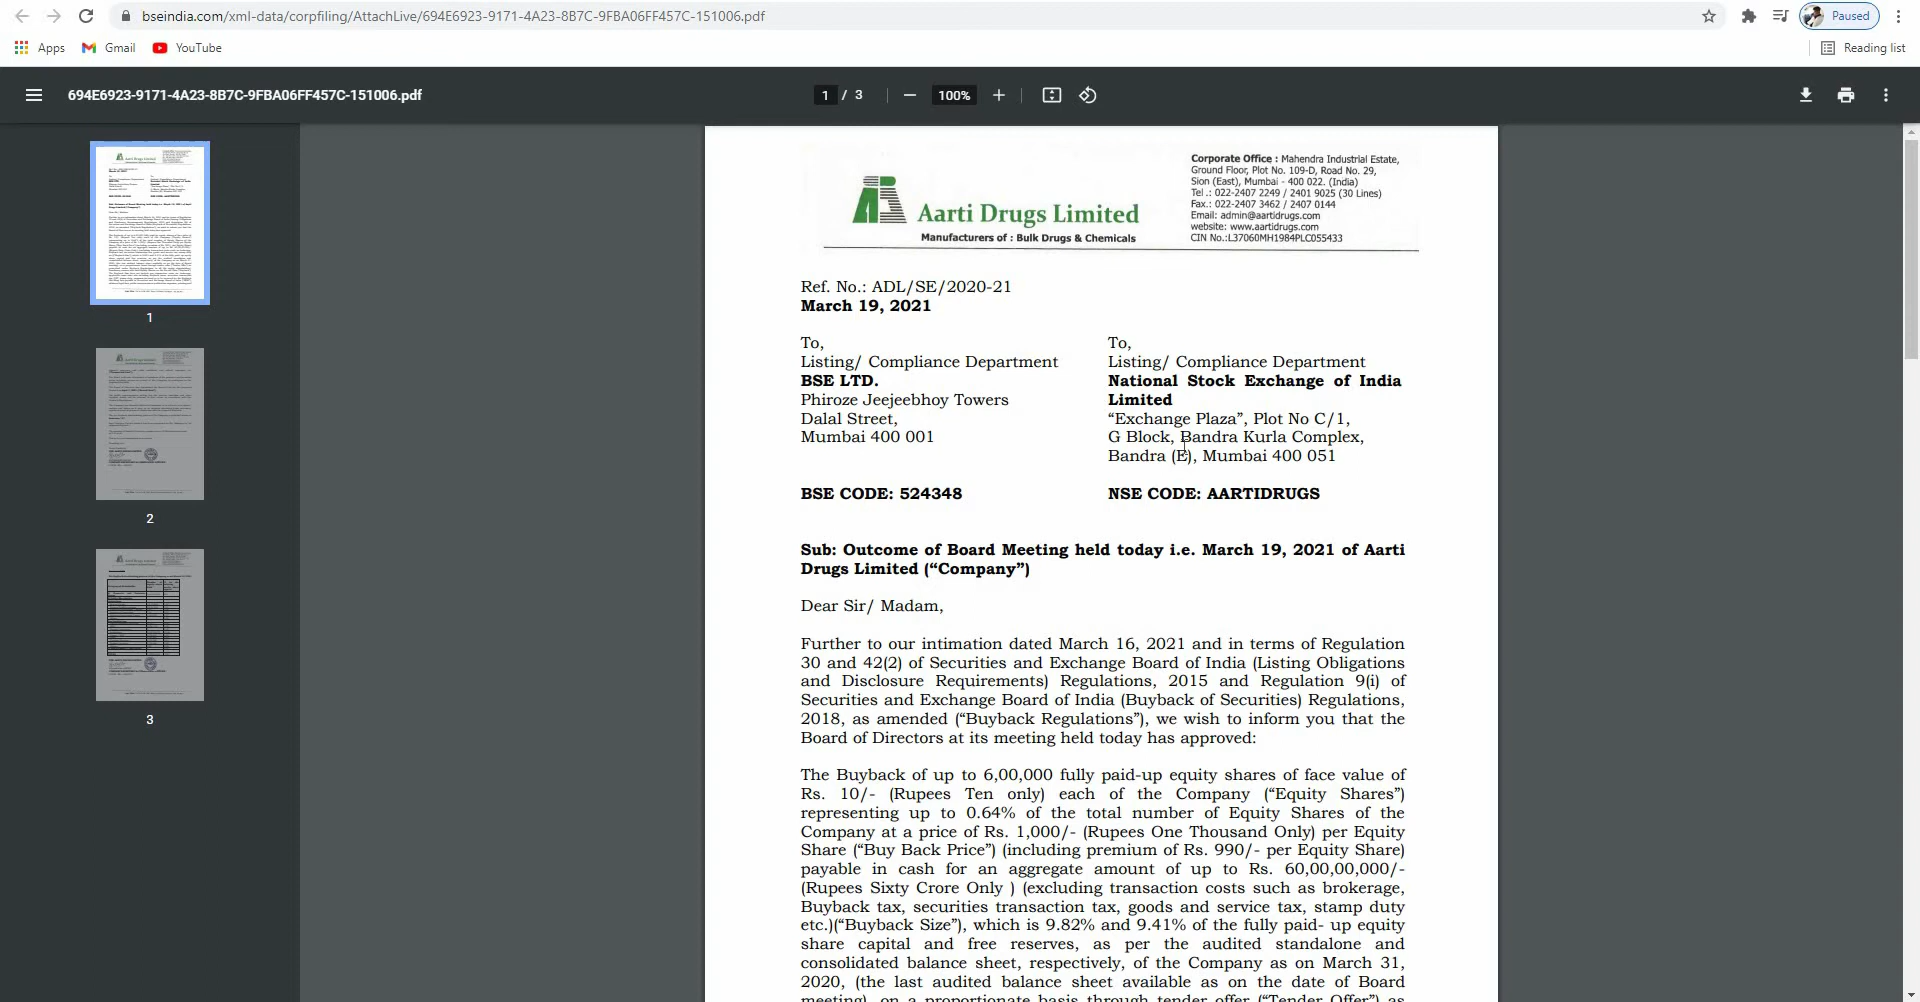 bseindia.com/xml-data/corpfiling/AttachLive/694E6923-9171-4A23-8B7C-9FBA06FF457C-151006.pdf
Paused
Apps
Gmail
YouTube
Reading list
694E6923-9171-4A23-8B7C-9FBA06FF457C-151006.pdf
1 / 3
100%
1
2
3
Aarti Drugs Limited
Manufacturers of : Bulk Drugs & Chemicals
Corporate Office : Mahendra Industrial Estate,
Ground Floor, Plot No. 109-D, Road No. 29,
Sion (East), Mumbai - 400 022. (India)
Tel .: 022-2407 2249 / 2401 9025 (30 Lines)
Fax.: 022-2407 3462 / 2407 0144
Email: admin@aartidrugs.com
website: www.aartidrugs.com
CIN No.:L37060MH1984PLC055433
Ref. No.: ADL/SE/2020-21
March 19, 2021
To,
Listing/ Compliance Department
BSE LTD.
Phiroze Jeejeebhoy Towers
Dalal Street,
Mumbai 400 001
BSE CODE: 524348
To,
Listing/ Compliance Department
National Stock Exchange of India
Limited
“Exchange Plaza”, Plot No C/1,
G Block, Bandra Kurla Complex,
Bandra (E), Mumbai 400 051
NSE CODE: AARTIDRUGS
Sub: Outcome of Board Meeting held today i.e. March 19, 2021 of Aarti
Drugs Limited (“Company”)
Dear Sir/ Madam,
Further to our intimation dated March 16, 2021 and in terms of Regulation
30 and 42(2) of Securities and Exchange Board of India (Listing Obligations
and Disclosure Requirements) Regulations, 2015 and Regulation 9(i) of
Securities and Exchange Board of India (Buyback of Securities) Regulations,
2018, as amended (“Buyback Regulations”), we wish to inform you that the
Board of Directors at its meeting held today has approved:
The Buyback of up to 6,00,000 fully paid-up equity shares of face value of
Rs. 10/- (Rupees Ten only) each of the Company (“Equity Shares”)
representing up to 0.64% of the total number of Equity Shares of the
Company at a price of Rs. 1,000/- (Rupees One Thousand Only) per Equity
Share (“Buy Back Price”) (including premium of Rs. 990/- per Equity Share)
payable in cash for an aggregate amount of up to Rs. 60,00,00,000/-
(Rupees Sixty Crore Only ) (excluding transaction costs such as brokerage,
Buyback tax, securities transaction tax, goods and service tax, stamp duty
etc.)(“Buyback Size”), which is 9.82% and 9.41% of the fully paid- up equity
share capital and free reserves, as per the audited standalone and
consolidated balance sheet, respectively, of the Company as on March 31,
2020, (the last audited balance sheet available as on the date of Board
meeting), on a proportionate basis through tender offer (“Tender Offer”) as